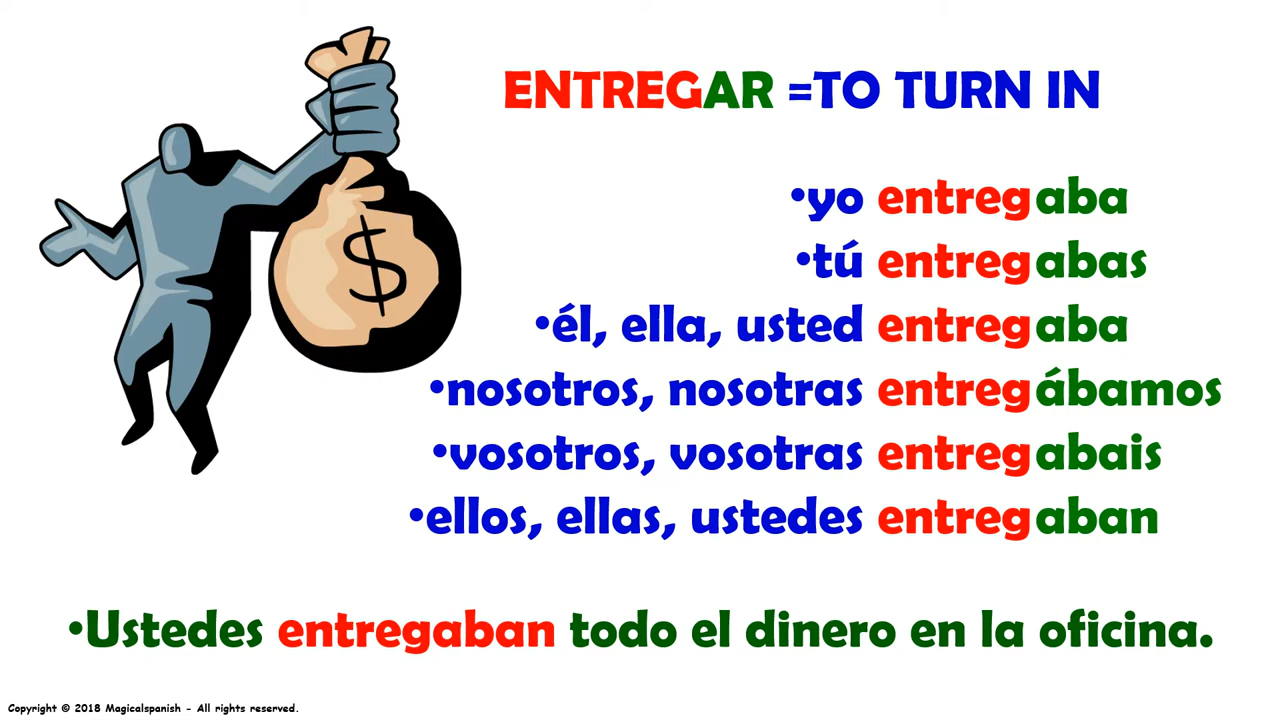 ENTREGAR =TO TURN IN
•yo entregaba
•tú entregabas
•él, ella, usted entregaba
•nosotros, nosotras entregábamos
•vosotros, vosotras entregabais
•ellos, ellas, ustedes entregaban
•Ustedes entregaban todo el dinero en la oficina.
$
Copyright © 2018 Magicalspanish - All rights reserved.